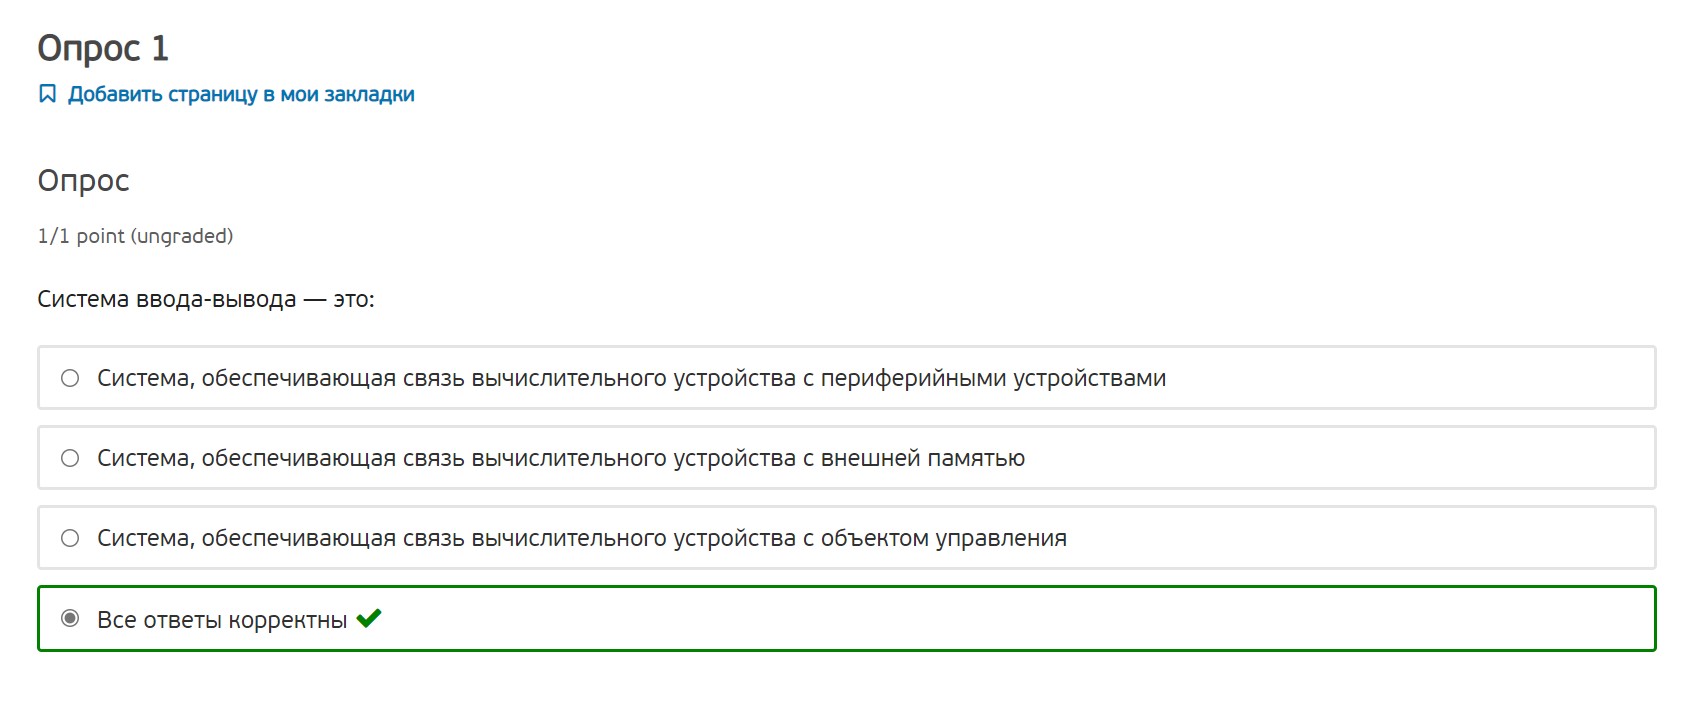 Опрос 1
Добавить страницу в мои закладки
Опрос
1/1 point (ungraded)
Система ввода-вывода — это:
Система, обеспечивающая связь вычислительного устройства с периферийными устройствами
Система, обеспечивающая связь вычислительного устройства с внешней памятью
Система, обеспечивающая связь вычислительного устройства с объектом управления
Все ответы корректны